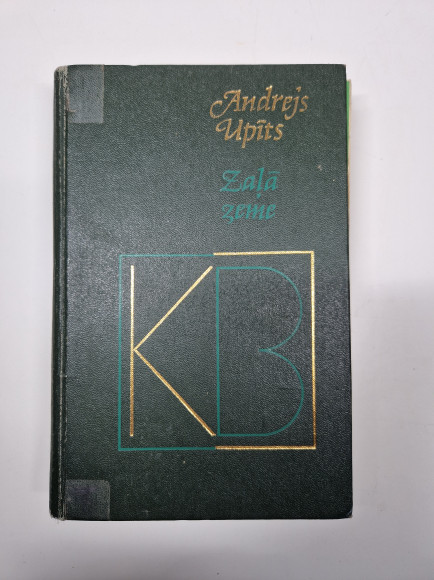 Andrejs
Upīts
Zaļā
zeme
KB